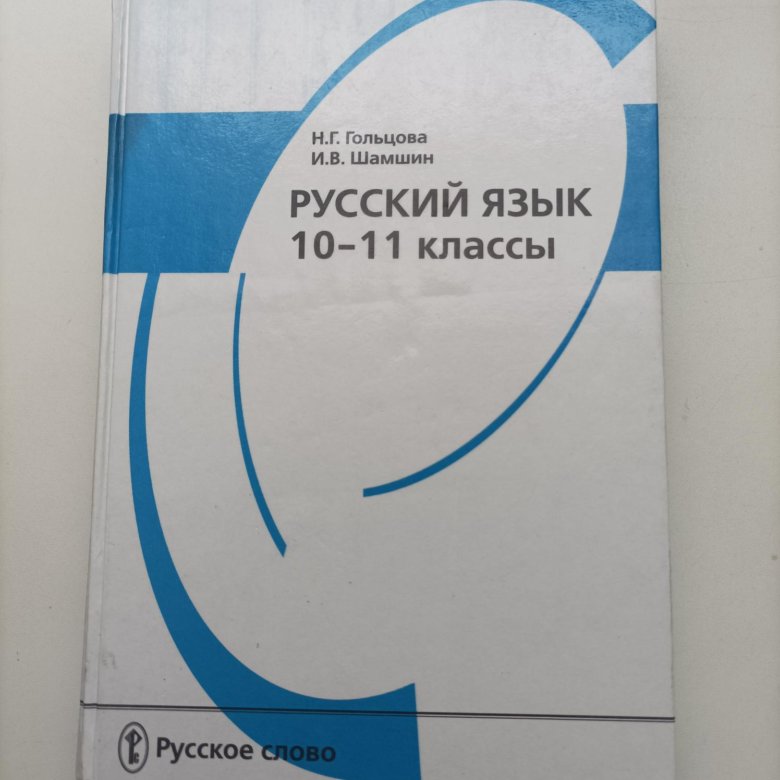 Н.Г. Гольцова
И.В. Шамшин
РУССКИЙ ЯЗЫК
10–11 классы
Русское слово